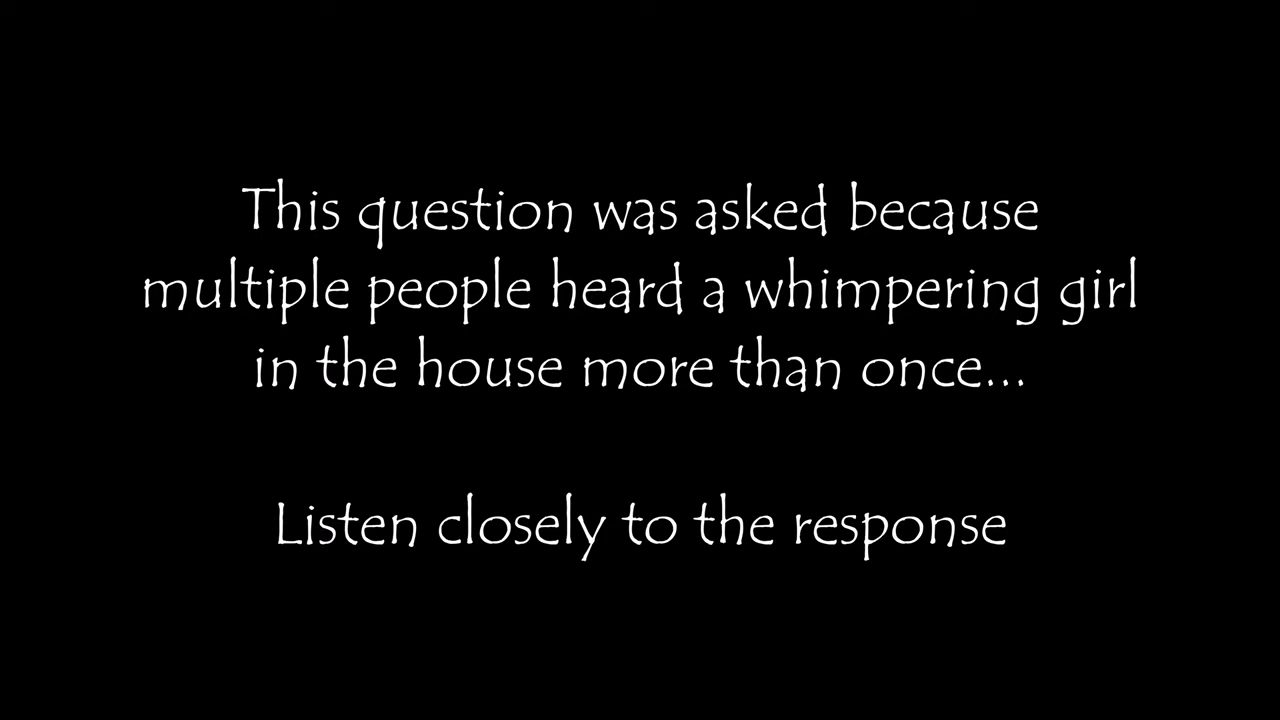 This question was asked because
multiple people heard a whimpering girl
in the house more than once...
Listen closely to the response